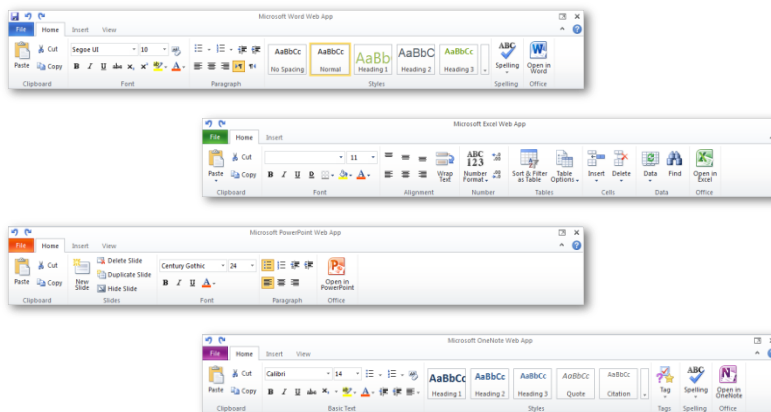 Microsoft Word Web App
File Home Insert View
Paste Cut Copy
Segoe UI 10
B I U abc x, x² A
AaBbCc No Spacing
AaBbCc Normal
AaBb Heading 1
AaBbC Heading 2
AaBbCc Heading 3
ABC Spelling
W Open in Word
Clipboard Font Paragraph Styles Spelling Office
Microsoft Excel Web App
File Home Insert
Paste Cut Copy
11
B I U D A
Wrap Text
ABC 123 Number Format
Sort & Filter as Table
Table Options
Insert Delete
Data Find
Open in Excel
Clipboard Font Alignment Number Tables Cells Data Office
Microsoft PowerPoint Web App
File Home Insert View
Paste Cut Copy
New Slide
Delete Slide
Duplicate Slide
Hide Slide
Century Gothic 24
B I U A
P Open in PowerPoint
Clipboard Slides Font Paragraph Office
Microsoft OneNote Web App
File Home Insert View
Paste Cut Copy
Calibri 14
B I U abc x, A
AaBbCc Heading 1
AaBbCc Heading 2
AaBbCc Heading 3
AaBbCc Quote
AaBbCc Citation
Tag
ABC Spelling
N Open in OneNote
Clipboard Basic Text Styles Tags Spelling Office